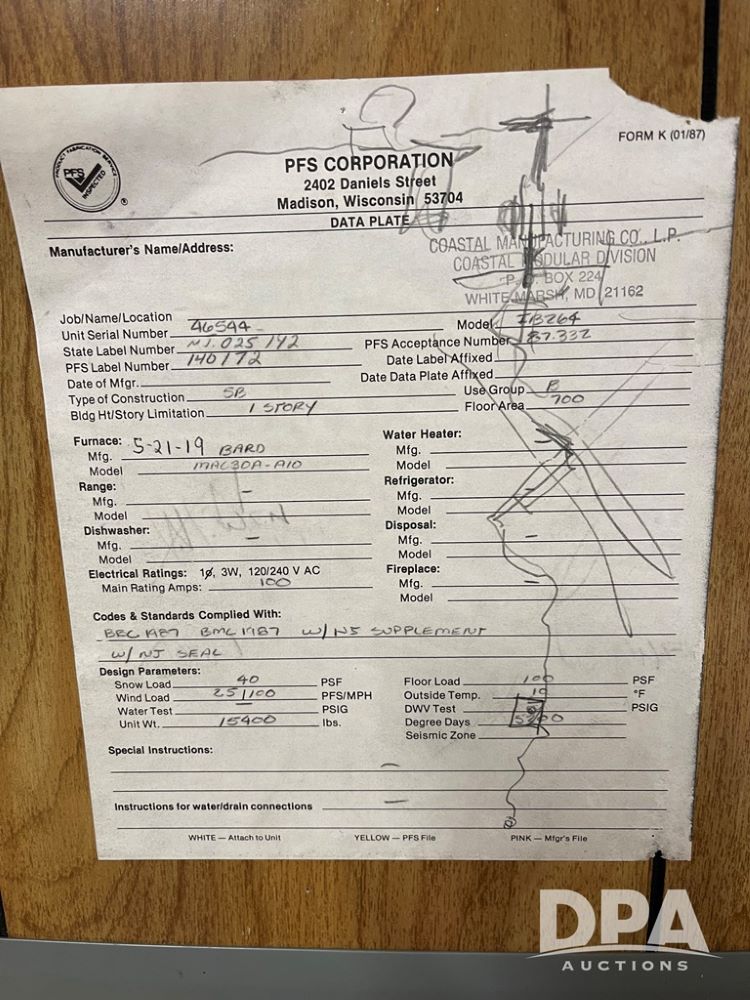 PRODUCT FABRICATION SERVICE
PFS
INSPECTED
®
FORM K (01/87)
PFS CORPORATION
2402 Daniels Street
Madison, Wisconsin 53704
DATA PLATE
Manufacturer's Name/Address:
COASTAL MANUFACTURING CO., L.P.
COASTAL MODULAR DIVISION
P.O. BOX 224
WHITE MARSH, MD 21162
Job/Name/Location
Model IB264
Unit Serial Number 46544
PFS Acceptance Number 87.332
State Label Number NJ. 025 142
Date Label Affixed
PFS Label Number 140172
Date Data Plate Affixed
Date of Mfgr.
Use Group B
Type of Construction 5B
Floor Area 700
Bldg Ht/Story Limitation 1 STORY
Furnace: 5-21-19
Mfg. BARD
Model MAC30A-A10
Range:
Mfg. -
Model
Dishwasher:
Mfg. -
Model
Water Heater:
Mfg.
Model
Refrigerator:
Mfg. -
Model
Disposal:
Mfg. -
Model
Fireplace:
Mfg. -
Model
Electrical Ratings: 1ø, 3W, 120/240 V AC
Main Rating Amps: 100
Codes & Standards Complied With:
BBC 1987 BMC 1987 W/NJ SUPPLEMENT
W/NJ SEAL
Design Parameters:
Snow Load 40 PSF
Wind Load 25/100 PFS/MPH
Water Test - PSIG
Unit Wt. 15400 lbs.
Floor Load 100 PSF
Outside Temp. 10 °F
DWV Test PSIG
Degree Days
Seismic Zone
Special Instructions:
-
Instructions for water/drain connections -
WHITE — Attach to Unit YELLOW — PFS File PINK — Mfgr's File
DPA
AUCTIONS